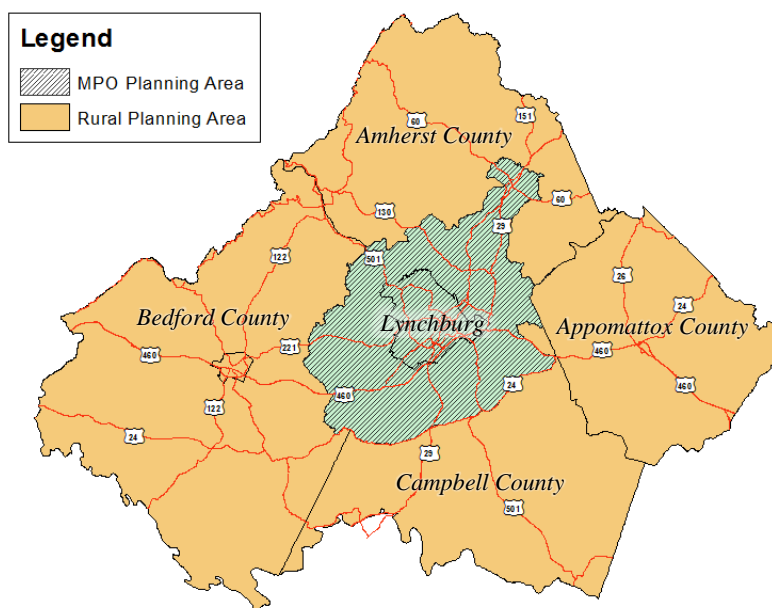 Legend
MPO Planning Area
Rural Planning Area
60
151
Amherst County
60
130
29
501
122
26
24
Bedford County
Lynchburg
Appomattox County
460
221
460
460
460
122
24
24
29
Campbell County
501